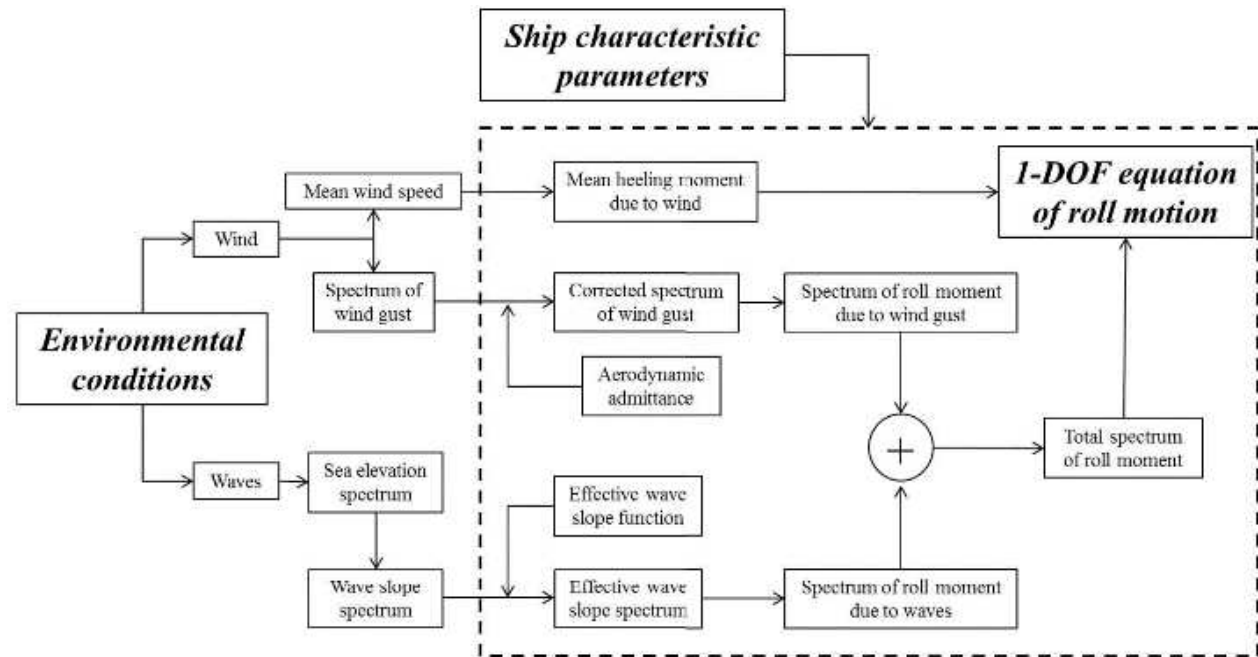 Ship characteristic
parameters
Mean wind speed
Mean heeling moment
due to wind
1-DOF equation
of roll motion
Wind
Spectrum of
wind gust
Corrected spectrum
of wind gust
Spectrum of roll moment
due to wind gust
Environmental
conditions
Aerodynamic
admittance
+
Total spectrum
of roll moment
Waves
Sea elevation
spectrum
Effective wave
slope function
Wave slope
spectrum
Effective wave
slope spectrum
Spectrum of roll moment
due to waves